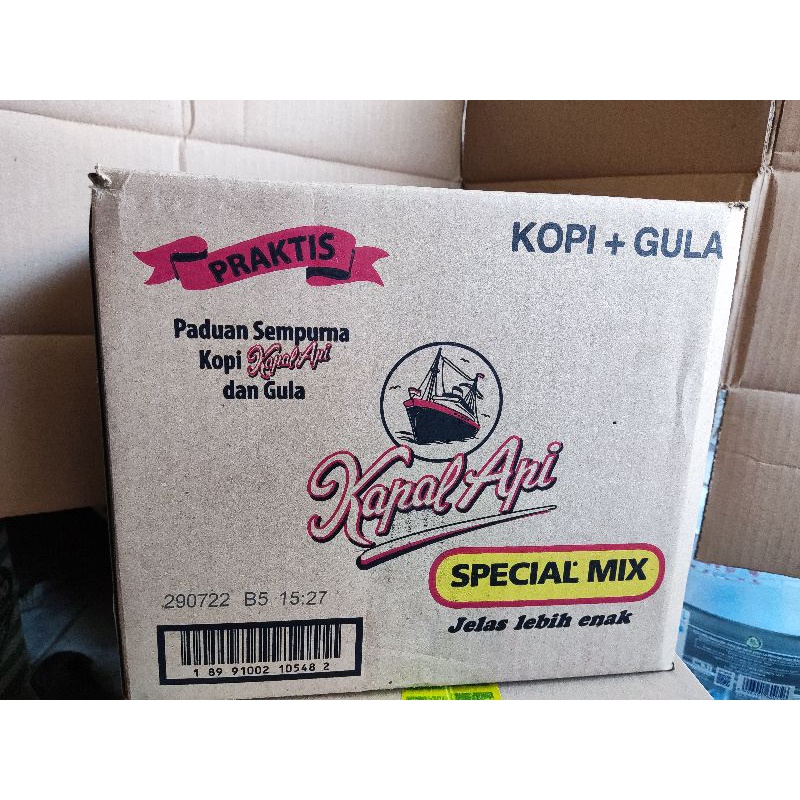 PRAKTIS
KOPI + GULA
Paduan Sempurna
Kopi Kapal Api
dan Gula
Kapal Api
SPECIAL MIX
Jelas lebih enak
290722 B5 15:27
1 89 91002 10548 2